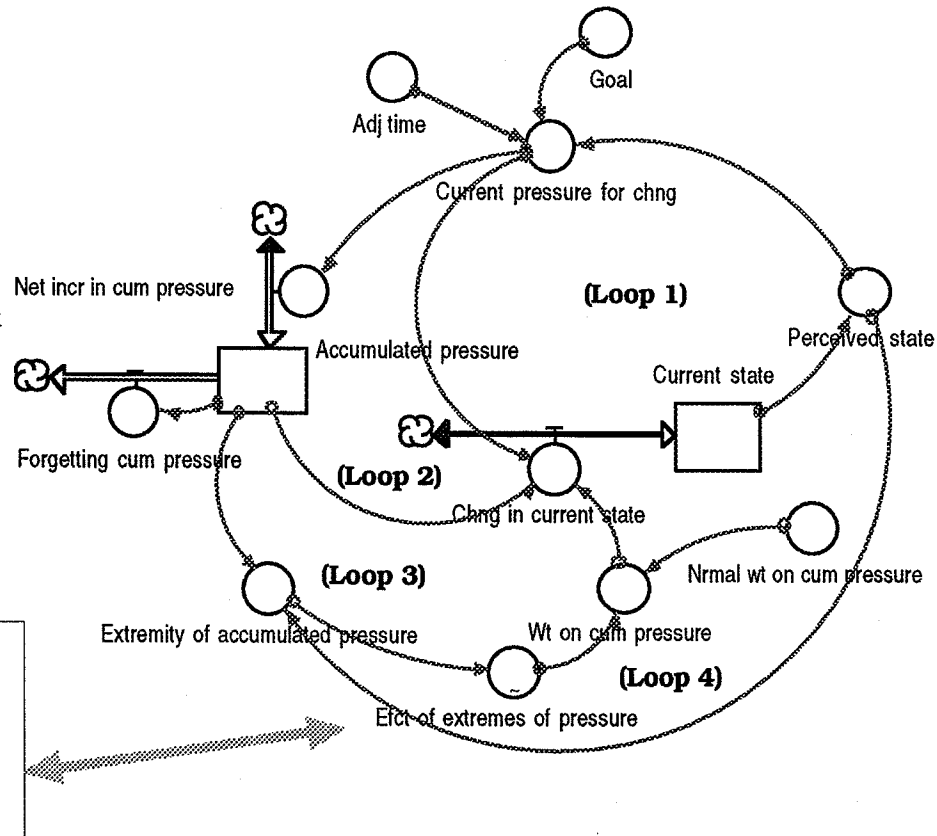 Goal
Adj time
Current pressure for chng
Net incr in cum pressure
(Loop 1)
Perceived state
Accumulated pressure
Current state
Forgetting cum pressure
(Loop 2)
Chng in current state
(Loop 3)
Nrmal wt on cum pressure
Extremity of accumulated pressure
Wt on cum pressure
(Loop 4)
~
Efct of extremes of pressure